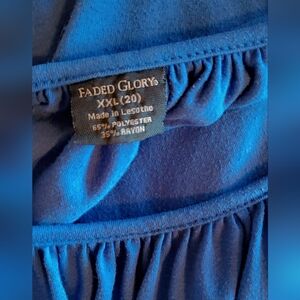 FADED GLORY®
XXL (20)
Made in Lesotho
65% POLYESTER
35% RAYON